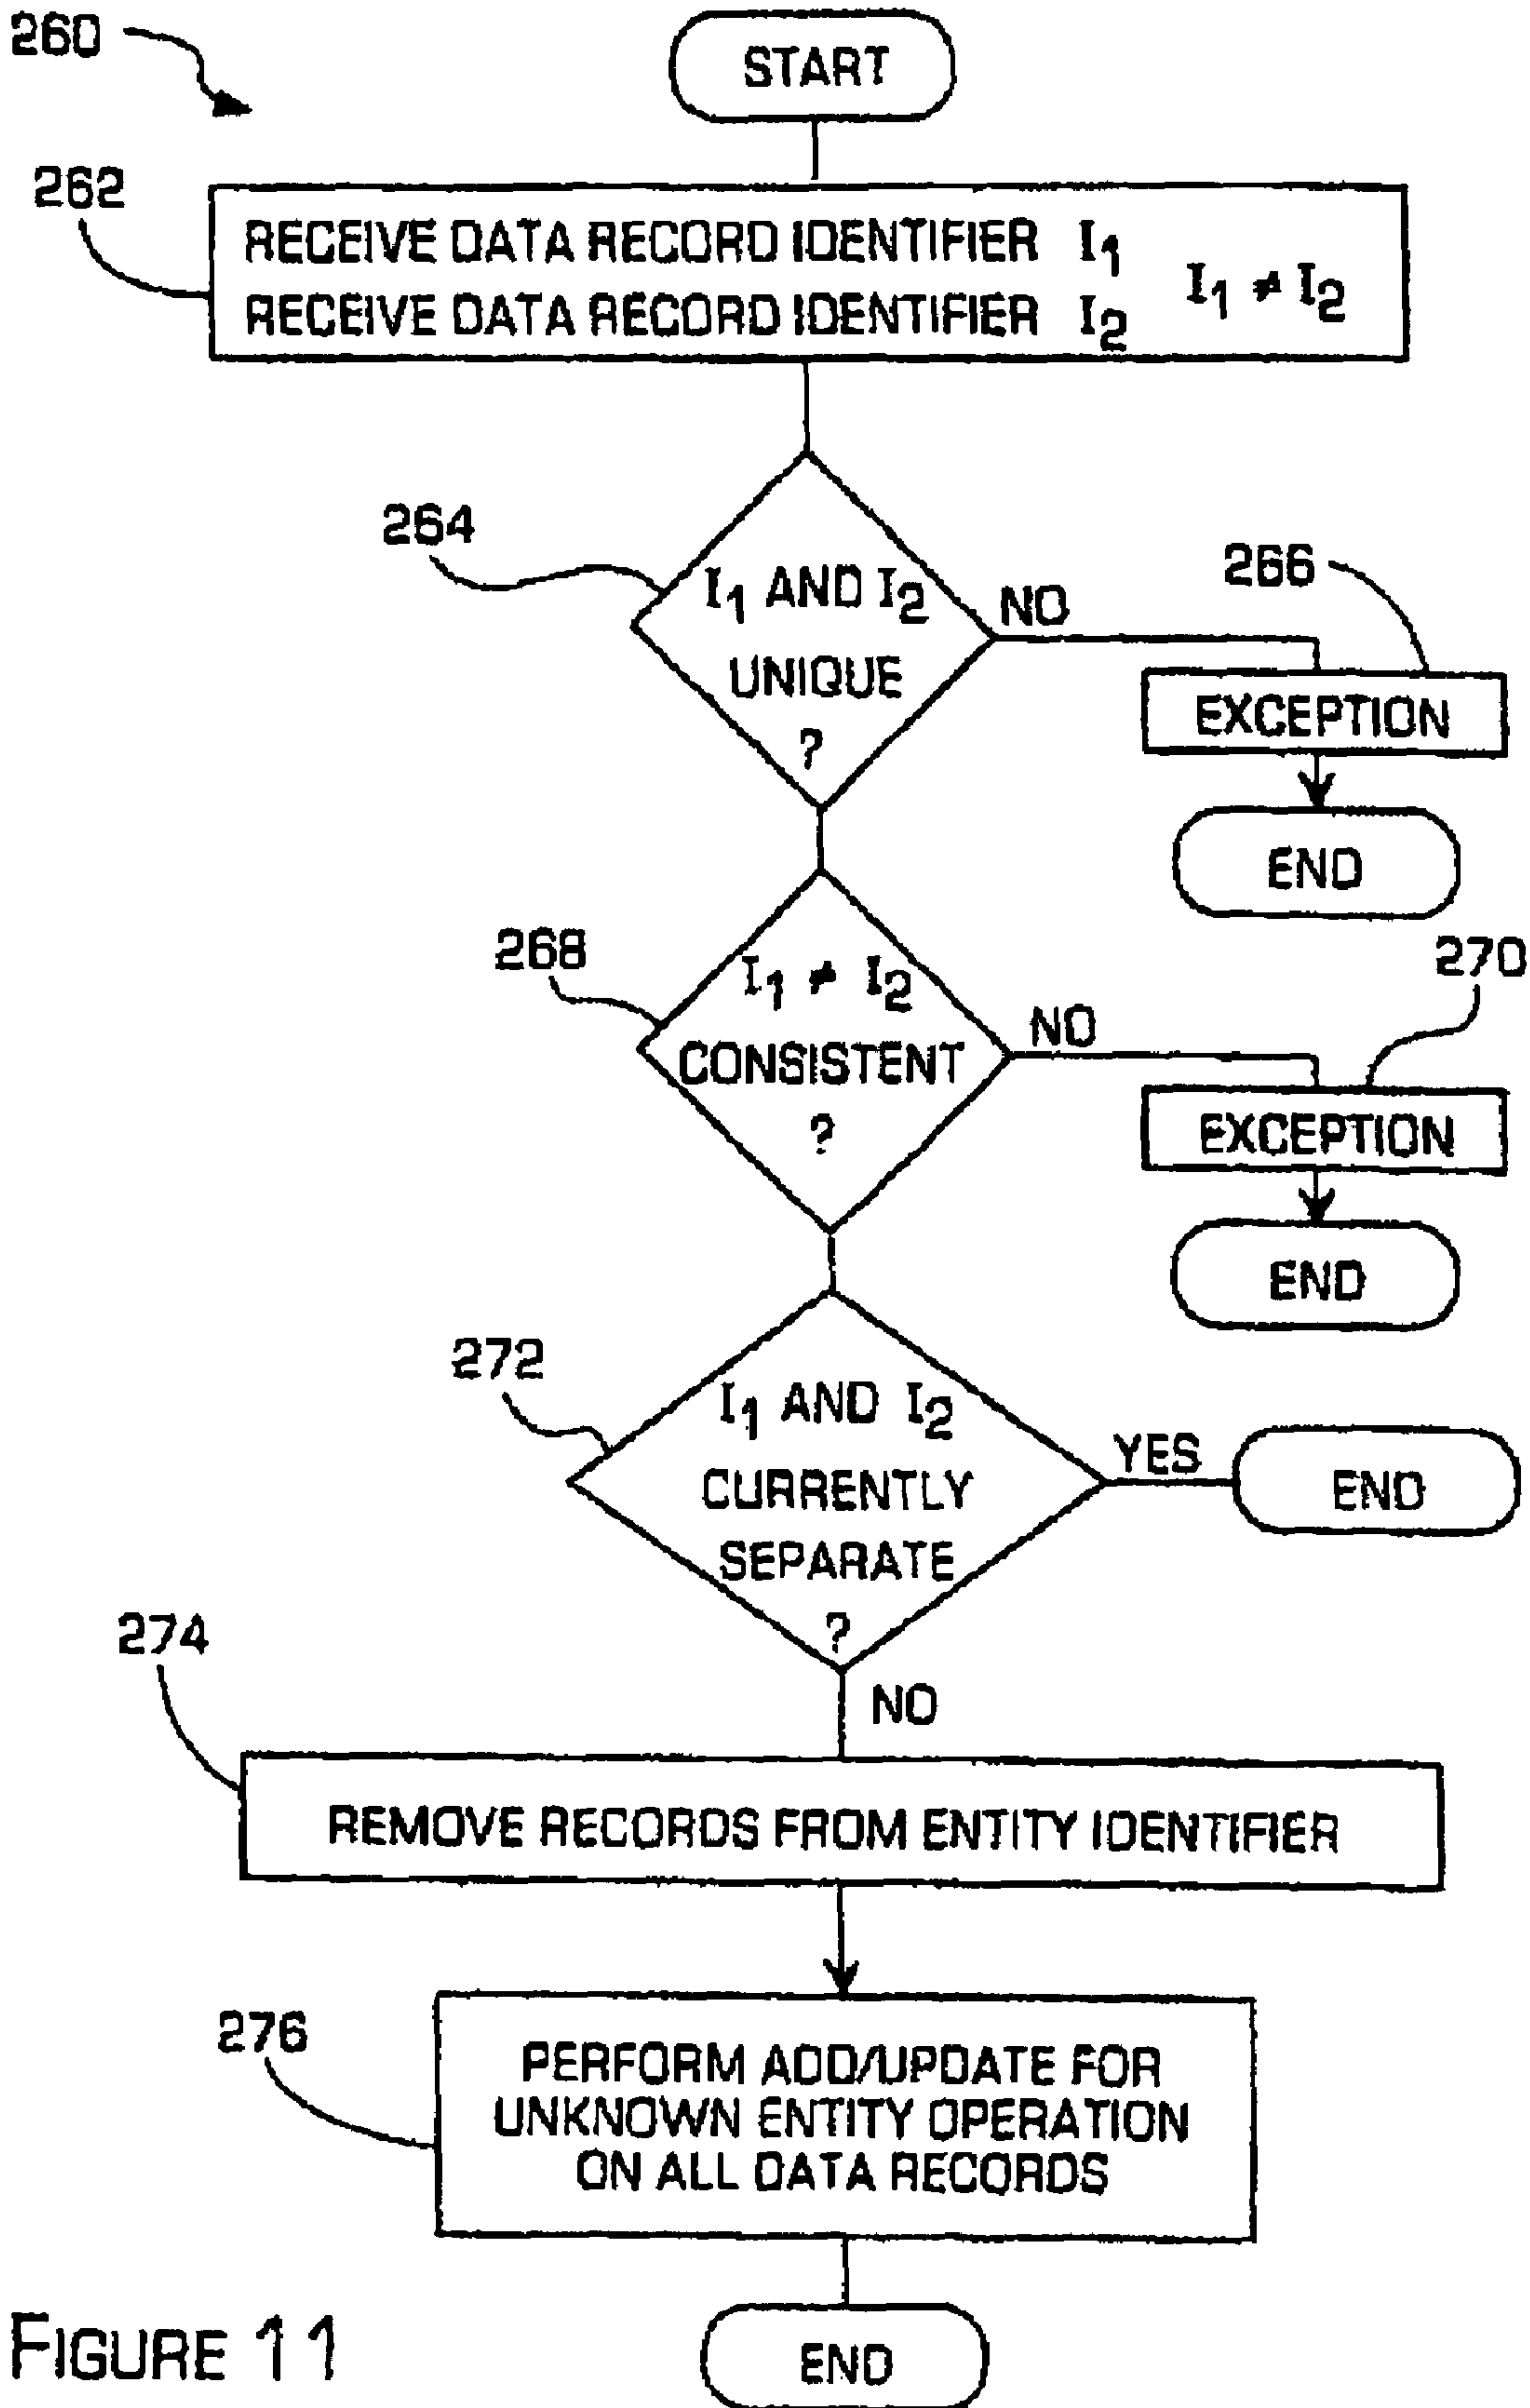 260
START
262
RECEIVE DATA RECORD IDENTIFIER I1
RECEIVE DATA RECORD IDENTIFIER I2
I1 ≠ I2
264
I1 AND I2
UNIQUE
?
NO
266
EXCEPTION
END
268
I1 ≠ I2
CONSISTENT
?
NO
270
EXCEPTION
END
272
I1 AND I2
CURRENTLY
SEPARATE
?
YES
END
NO
274
REMOVE RECORDS FROM ENTITY IDENTIFIER
276
PERFORM ADD/UPDATE FOR
UNKNOWN ENTITY OPERATION
ON ALL DATA RECORDS
END
FIGURE 11